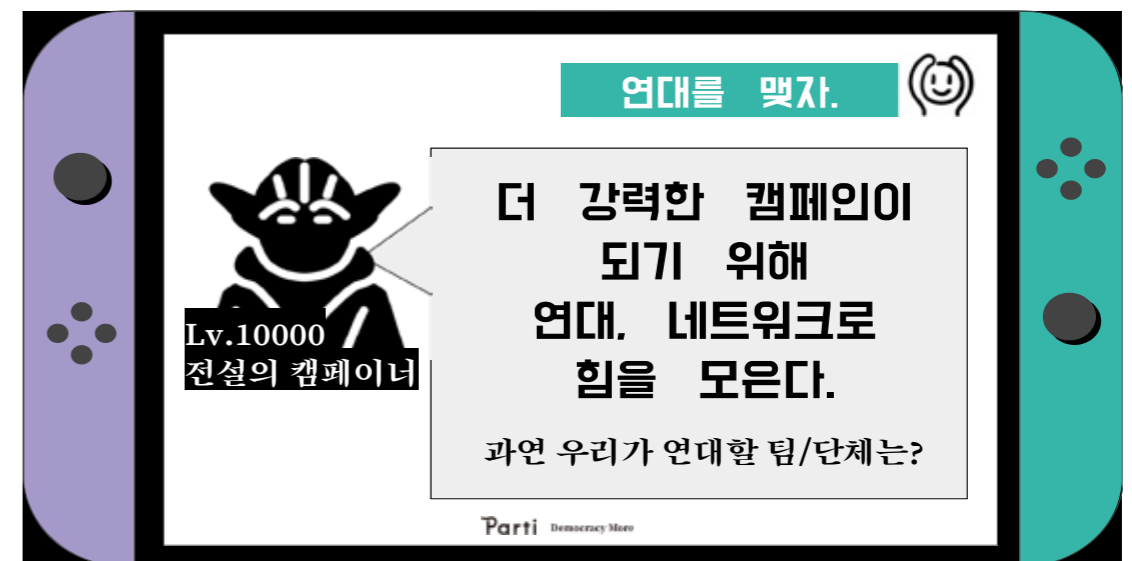 연대를 맺자.
더 강력한 캠페인이
되기 위해
연대, 네트워크로
힘을 모은다.
과연 우리가 연대할 팀/단체는?
Lv.10000
전설의 캠페이너
Parti Democracy More